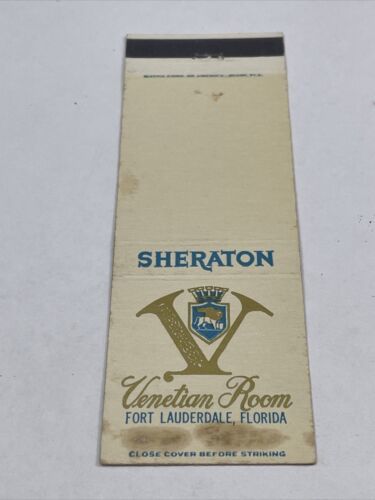 SHERATON
V
Venetian Room
FORT LAUDERDALE, FLORIDA
CLOSE COVER BEFORE STRIKING